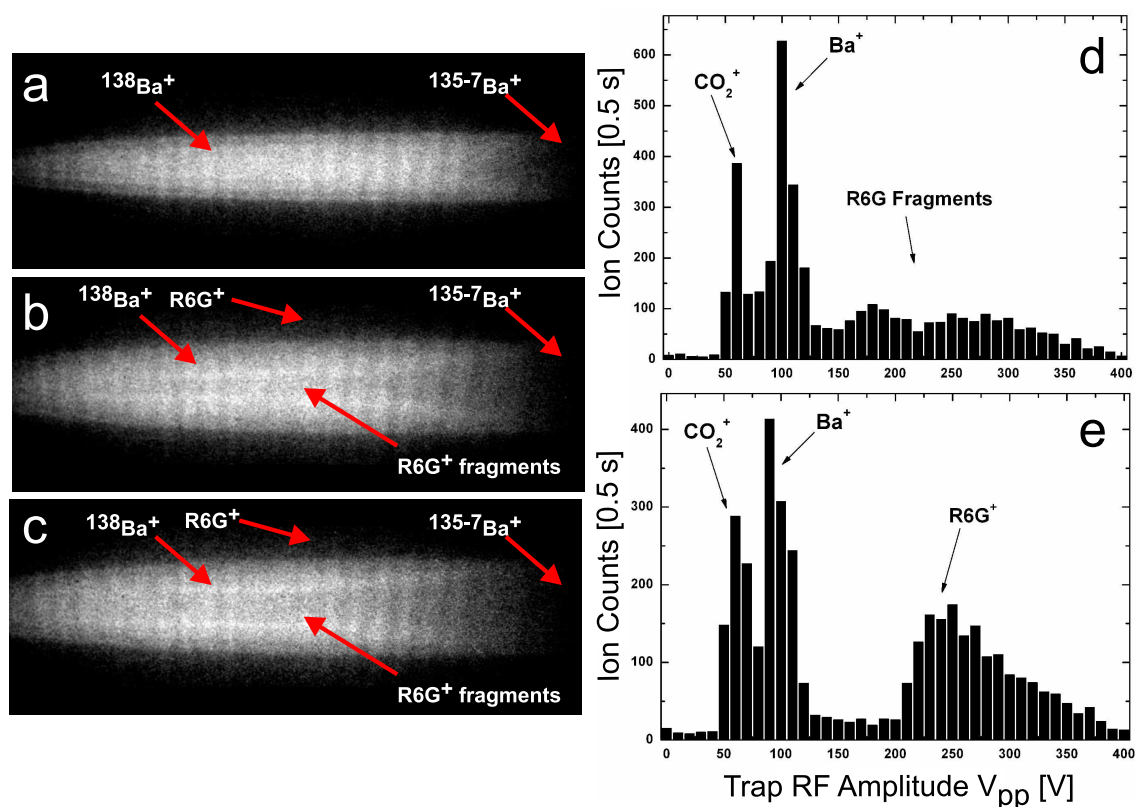 a
¹³⁸Ba⁺
¹³⁵⁻⁷Ba⁺
b
¹³⁸Ba⁺
R6G⁺
¹³⁵⁻⁷Ba⁺
R6G⁺ fragments
c
¹³⁸Ba⁺
R6G⁺
¹³⁵⁻⁷Ba⁺
R6G⁺ fragments
d
Ion Counts [0.5 s]
600
500
400
300
200
100
0
CO₂⁺
Ba⁺
R6G Fragments
0 50 100 150 200 250 300 350 400
e
Ion Counts [0.5 s]
400
300
200
100
0
CO₂⁺
Ba⁺
R6G⁺
0 50 100 150 200 250 300 350 400
Trap RF Amplitude Vₚₚ [V]